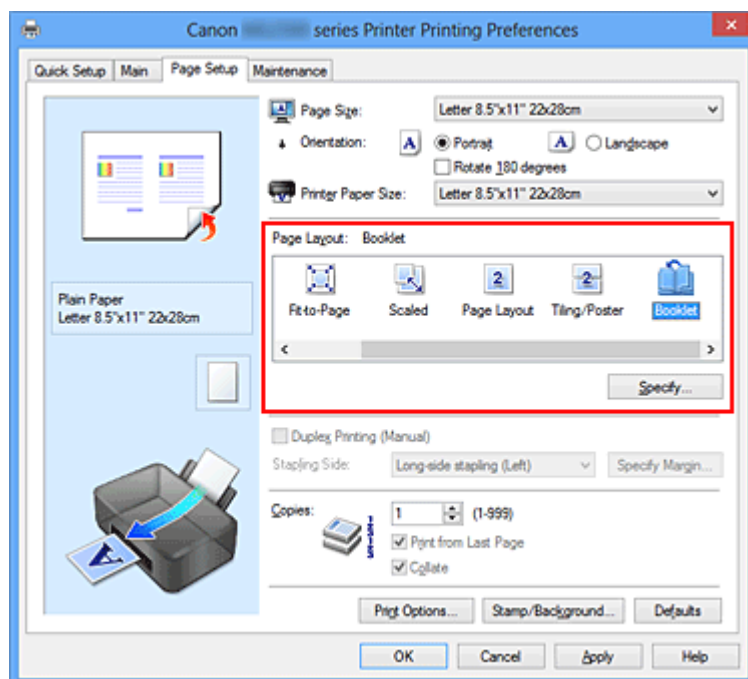 Canon series Printer Printing Preferences
Quick Setup Main Page Setup Maintenance
Page Size: Letter 8.5"x11" 22x28cm
Orientation: A Portrait A Landscape
Rotate 180 degrees
Printer Paper Size: Letter 8.5"x11" 22x28cm
Page Layout: Booklet
2 2
Fit-to-Page Scaled Page Layout Tiling/Poster Booklet
Plain Paper
Letter 8.5"x11" 22x28cm
Specify...
Duplex Printing (Manual)
Stapling Side: Long-side stapling (Left) Specify Margin...
Copies: 1 (1-999)
Print from Last Page
Collate
A
Print Options... Stamp/Background... Defaults
OK Cancel Apply Help